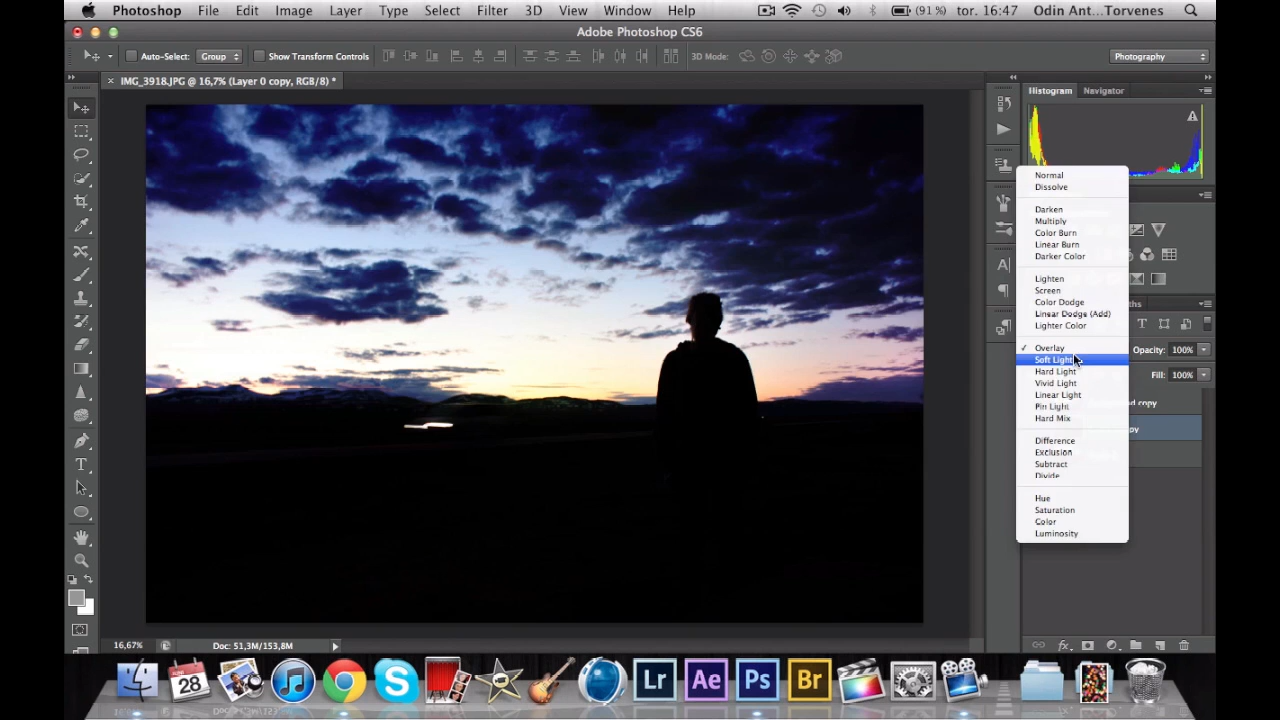 Photoshop File Edit Image Layer Type Select Filter 3D View Window Help (91 %) tor. 16:47 Odin Ant...Torvenes
Adobe Photoshop CS6
Auto-Select: Group Show Transform Controls 3D Mode: Photography
× IMG_3918.JPG @ 16,7% (Layer 0 copy, RGB/8) *
Histogram Navigator
Normal
Dissolve
Darken
Multiply
Color Burn
Linear Burn
Darker Color
Lighten
Screen
Color Dodge
Linear Dodge (Add)
Lighter Color
✓ Overlay
Soft Light
Hard Light
Vivid Light
Linear Light
Pin Light
Hard Mix
Difference
Exclusion
Subtract
Divide
Hue
Saturation
Color
Luminosity
Opacity: 100%
Fill: 100%
copy
16,67% Doc: 51,3M/153,8M
28 Lr Ae Ps Br